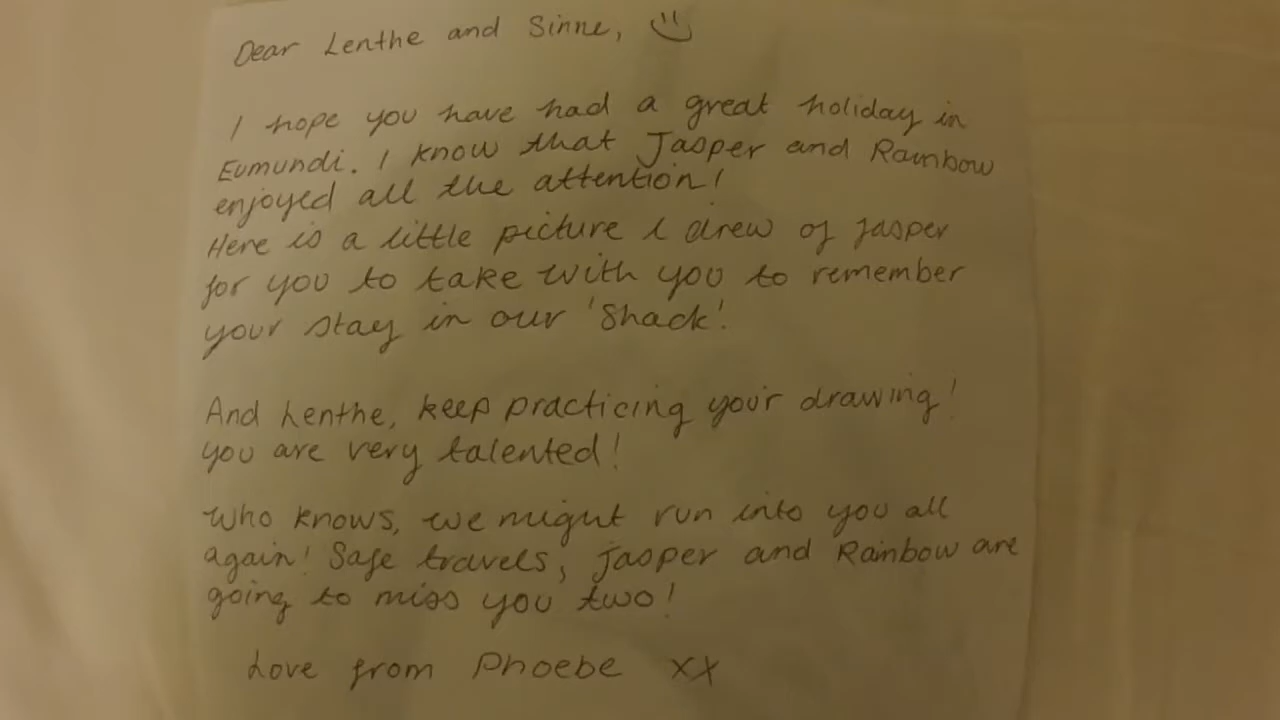 Dear Lenthe and Sinne,
I hope you have had a great holiday in
Eumundi. I know that Jasper and Rainbow
enjoyed all the attention!
Here is a little picture I drew of Jasper
for you to take with you to remember
your stay in our 'Shack'.
And Lenthe, keep practicing your drawing!
you are very talented!
Who knows, we might run into you all
again! Safe travels, Jasper and Rainbow are
going to miss you two!
Love from Phoebe xx